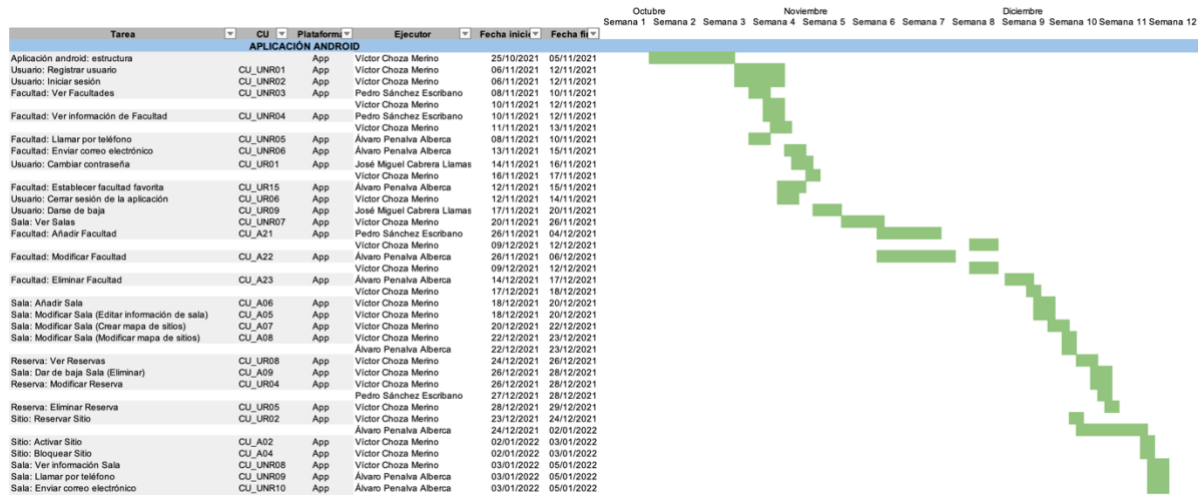 Octubre Noviembre Diciembre
Semana 1 Semana 2 Semana 3 Semana 4 Semana 5 Semana 6 Semana 7 Semana 8 Semana 9 Semana 10 Semana 11 Semana 12
Tarea CU Plataforma Ejecutor Fecha inicio Fecha fin
APLICACIÓN ANDROID
Aplicación android: estructura App Víctor Choza Merino 25/10/2021 05/11/2021
Usuario: Registrar usuario CU_UNR01 App Víctor Choza Merino 06/11/2021 12/11/2021
Usuario: Iniciar sesión CU_UNR02 App Víctor Choza Merino 06/11/2021 12/11/2021
Facultad: Ver Facultades CU_UNR03 App Pedro Sánchez Escribano 08/11/2021 10/11/2021
Víctor Choza Merino 10/11/2021 12/11/2021
Facultad: Ver información de Facultad CU_UNR04 App Pedro Sánchez Escribano 10/11/2021 12/11/2021
Víctor Choza Merino 11/11/2021 13/11/2021
Facultad: Llamar por teléfono CU_UNR05 App Álvaro Penalva Alberca 08/11/2021 10/11/2021
Facultad: Enviar correo electrónico CU_UNR06 App Álvaro Penalva Alberca 13/11/2021 15/11/2021
Usuario: Cambiar contraseña CU_UR01 App José Miguel Cabrera Llamas 14/11/2021 16/11/2021
Víctor Choza Merino 16/11/2021 17/11/2021
Facultad: Establecer facultad favorita CU_UR15 App Álvaro Penalva Alberca 12/11/2021 15/11/2021
Usuario: Cerrar sesión de la aplicación CU_UR06 App Víctor Choza Merino 12/11/2021 14/11/2021
Usuario: Darse de baja CU_UR09 App José Miguel Cabrera Llamas 17/11/2021 20/11/2021
Sala: Ver Salas CU_UNR07 App Víctor Choza Merino 20/11/2021 26/11/2021
Facultad: Añadir Facultad CU_A21 App Pedro Sánchez Escribano 26/11/2021 04/12/2021
Víctor Choza Merino 09/12/2021 12/12/2021
Facultad: Modificar Facultad CU_A22 App Álvaro Penalva Alberca 26/11/2021 06/12/2021
Víctor Choza Merino 09/12/2021 12/12/2021
Facultad: Eliminar Facultad CU_A23 App Álvaro Penalva Alberca 14/12/2021 17/12/2021
Víctor Choza Merino 17/12/2021 18/12/2021
Sala: Añadir Sala CU_A06 App Víctor Choza Merino 18/12/2021 20/12/2021
Sala: Modificar Sala (Editar información de sala) CU_A05 App Víctor Choza Merino 18/12/2021 20/12/2021
Sala: Modificar Sala (Crear mapa de sitios) CU_A07 App Víctor Choza Merino 20/12/2021 22/12/2021
Sala: Modificar Sala (Modificar mapa de sitios) CU_A08 App Víctor Choza Merino 22/12/2021 23/12/2021
Álvaro Penalva Alberca 22/12/2021 23/12/2021
Reserva: Ver Reservas CU_UR08 App Víctor Choza Merino 24/12/2021 26/12/2021
Sala: Dar de baja Sala (Eliminar) CU_A09 App Víctor Choza Merino 26/12/2021 28/12/2021
Reserva: Modificar Reserva CU_UR04 App Víctor Choza Merino 26/12/2021 28/12/2021
Pedro Sánchez Escribano 27/12/2021 28/12/2021
Reserva: Eliminar Reserva CU_UR05 App Víctor Choza Merino 28/12/2021 29/12/2021
Sitio: Reservar Sitio CU_UR02 App Víctor Choza Merino 23/12/2021 24/12/2021
Álvaro Penalva Alberca 24/12/2021 02/01/2022
Sitio: Activar Sitio CU_A02 App Víctor Choza Merino 02/01/2022 03/01/2022
Sitio: Bloquear Sitio CU_A04 App Víctor Choza Merino 02/01/2022 03/01/2022
Sala: Ver información Sala CU_UNR08 App Víctor Choza Merino 03/01/2022 05/01/2022
Sala: Llamar por teléfono CU_UNR09 App Álvaro Penalva Alberca 03/01/2022 05/01/2022
Sala: Enviar correo electrónico CU_UNR10 App Álvaro Penalva Alberca 03/01/2022 05/01/2022